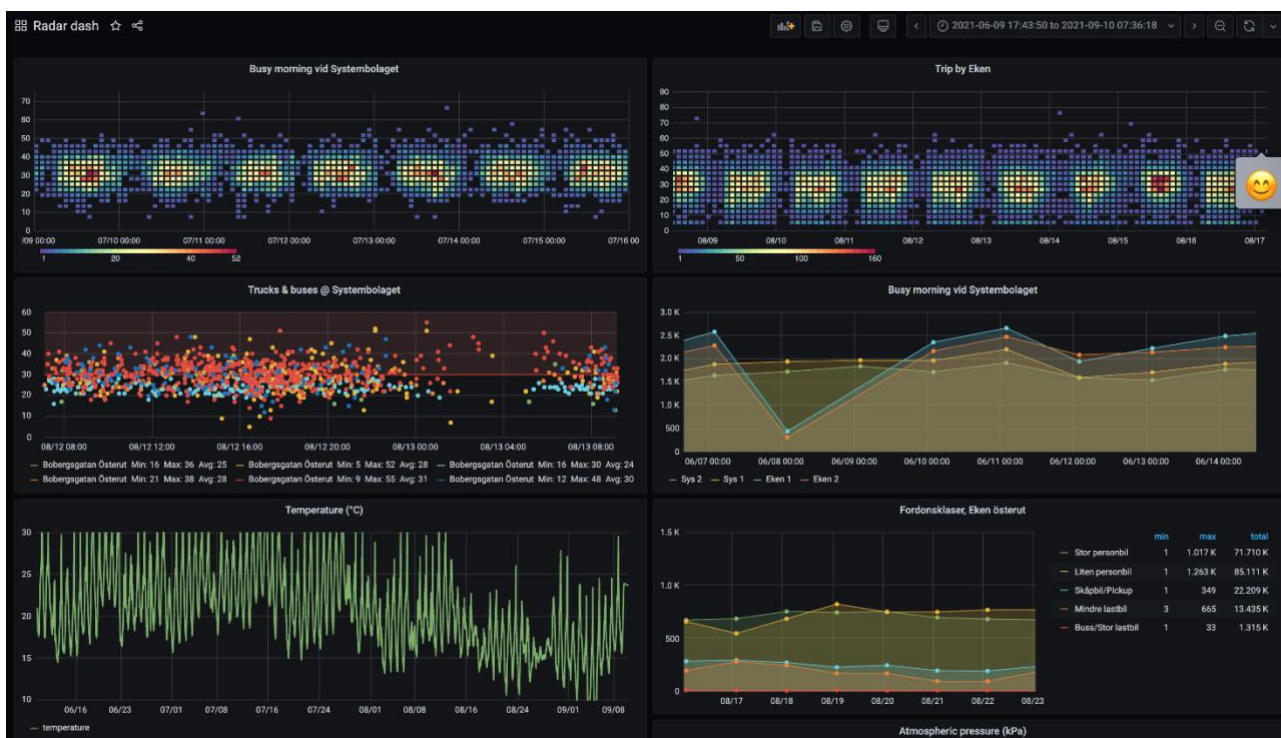 Radar dash
2021-06-09 17:43:50 to 2021-09-10 07:36:18
Busy morning vid Systembolaget
70
60
50
40
30
20
10
0
/09 00:00 07/10 00:00 07/11 00:00 07/12 00:00 07/13 00:00 07/14 00:00 07/15 00:00 07/16 00
1 20 40 52
Trip by Eken
90
80
70
60
50
40
30
20
10
0
08/09 08/10 08/11 08/12 08/13 08/14 08/15 08/16 08/17
1 50 100 160
Trucks & buses @ Systembolaget
60
50
40
30
20
10
0
08/12 08:00 08/12 12:00 08/12 16:00 08/12 20:00 08/13 00:00 08/13 04:00 08/13 08:00
Bobergsgatan Österut Min: 16 Max: 36 Avg: 25 Bobergsgatan Österut Min: 5 Max: 52 Avg: 28 Bobergsgatan Österut Min: 16 Max: 30 Avg: 24
Bobergsgatan Österut Min: 21 Max: 38 Avg: 28 Bobergsgatan Österut Min: 9 Max: 55 Avg: 31 Bobergsgatan Österut Min: 12 Max: 48 Avg: 30
Busy morning vid Systembolaget
3.0 K
2.5 K
2.0 K
1.5 K
1.0 K
500
0
06/07 00:00 06/08 00:00 06/09 00:00 06/10 00:00 06/11 00:00 06/12 00:00 06/13 00:00 06/14 00:00
Sys 2 Sys 1 Eken 1 Eken 2
Temperature (°C)
30
25
20
15
10
06/16 06/23 07/01 07/08 07/16 07/24 08/01 08/08 08/16 08/24 09/01 09/08
temperature
Fordonsklaser, Eken österut
1.5 K
1.0 K
500
0
08/17 08/18 08/19 08/20 08/21 08/22 08/23
min max total
Stor personbil 1 1.017 K 71.710 K
Liten personbil 1 1.263 K 85.111 K
Skåpbil/Pickup 1 349 22.209 K
Mindre lastbil 3 665 13.435 K
Buss/Stor lastbil 1 33 1.315 K
Atmospheric pressure (kPa)